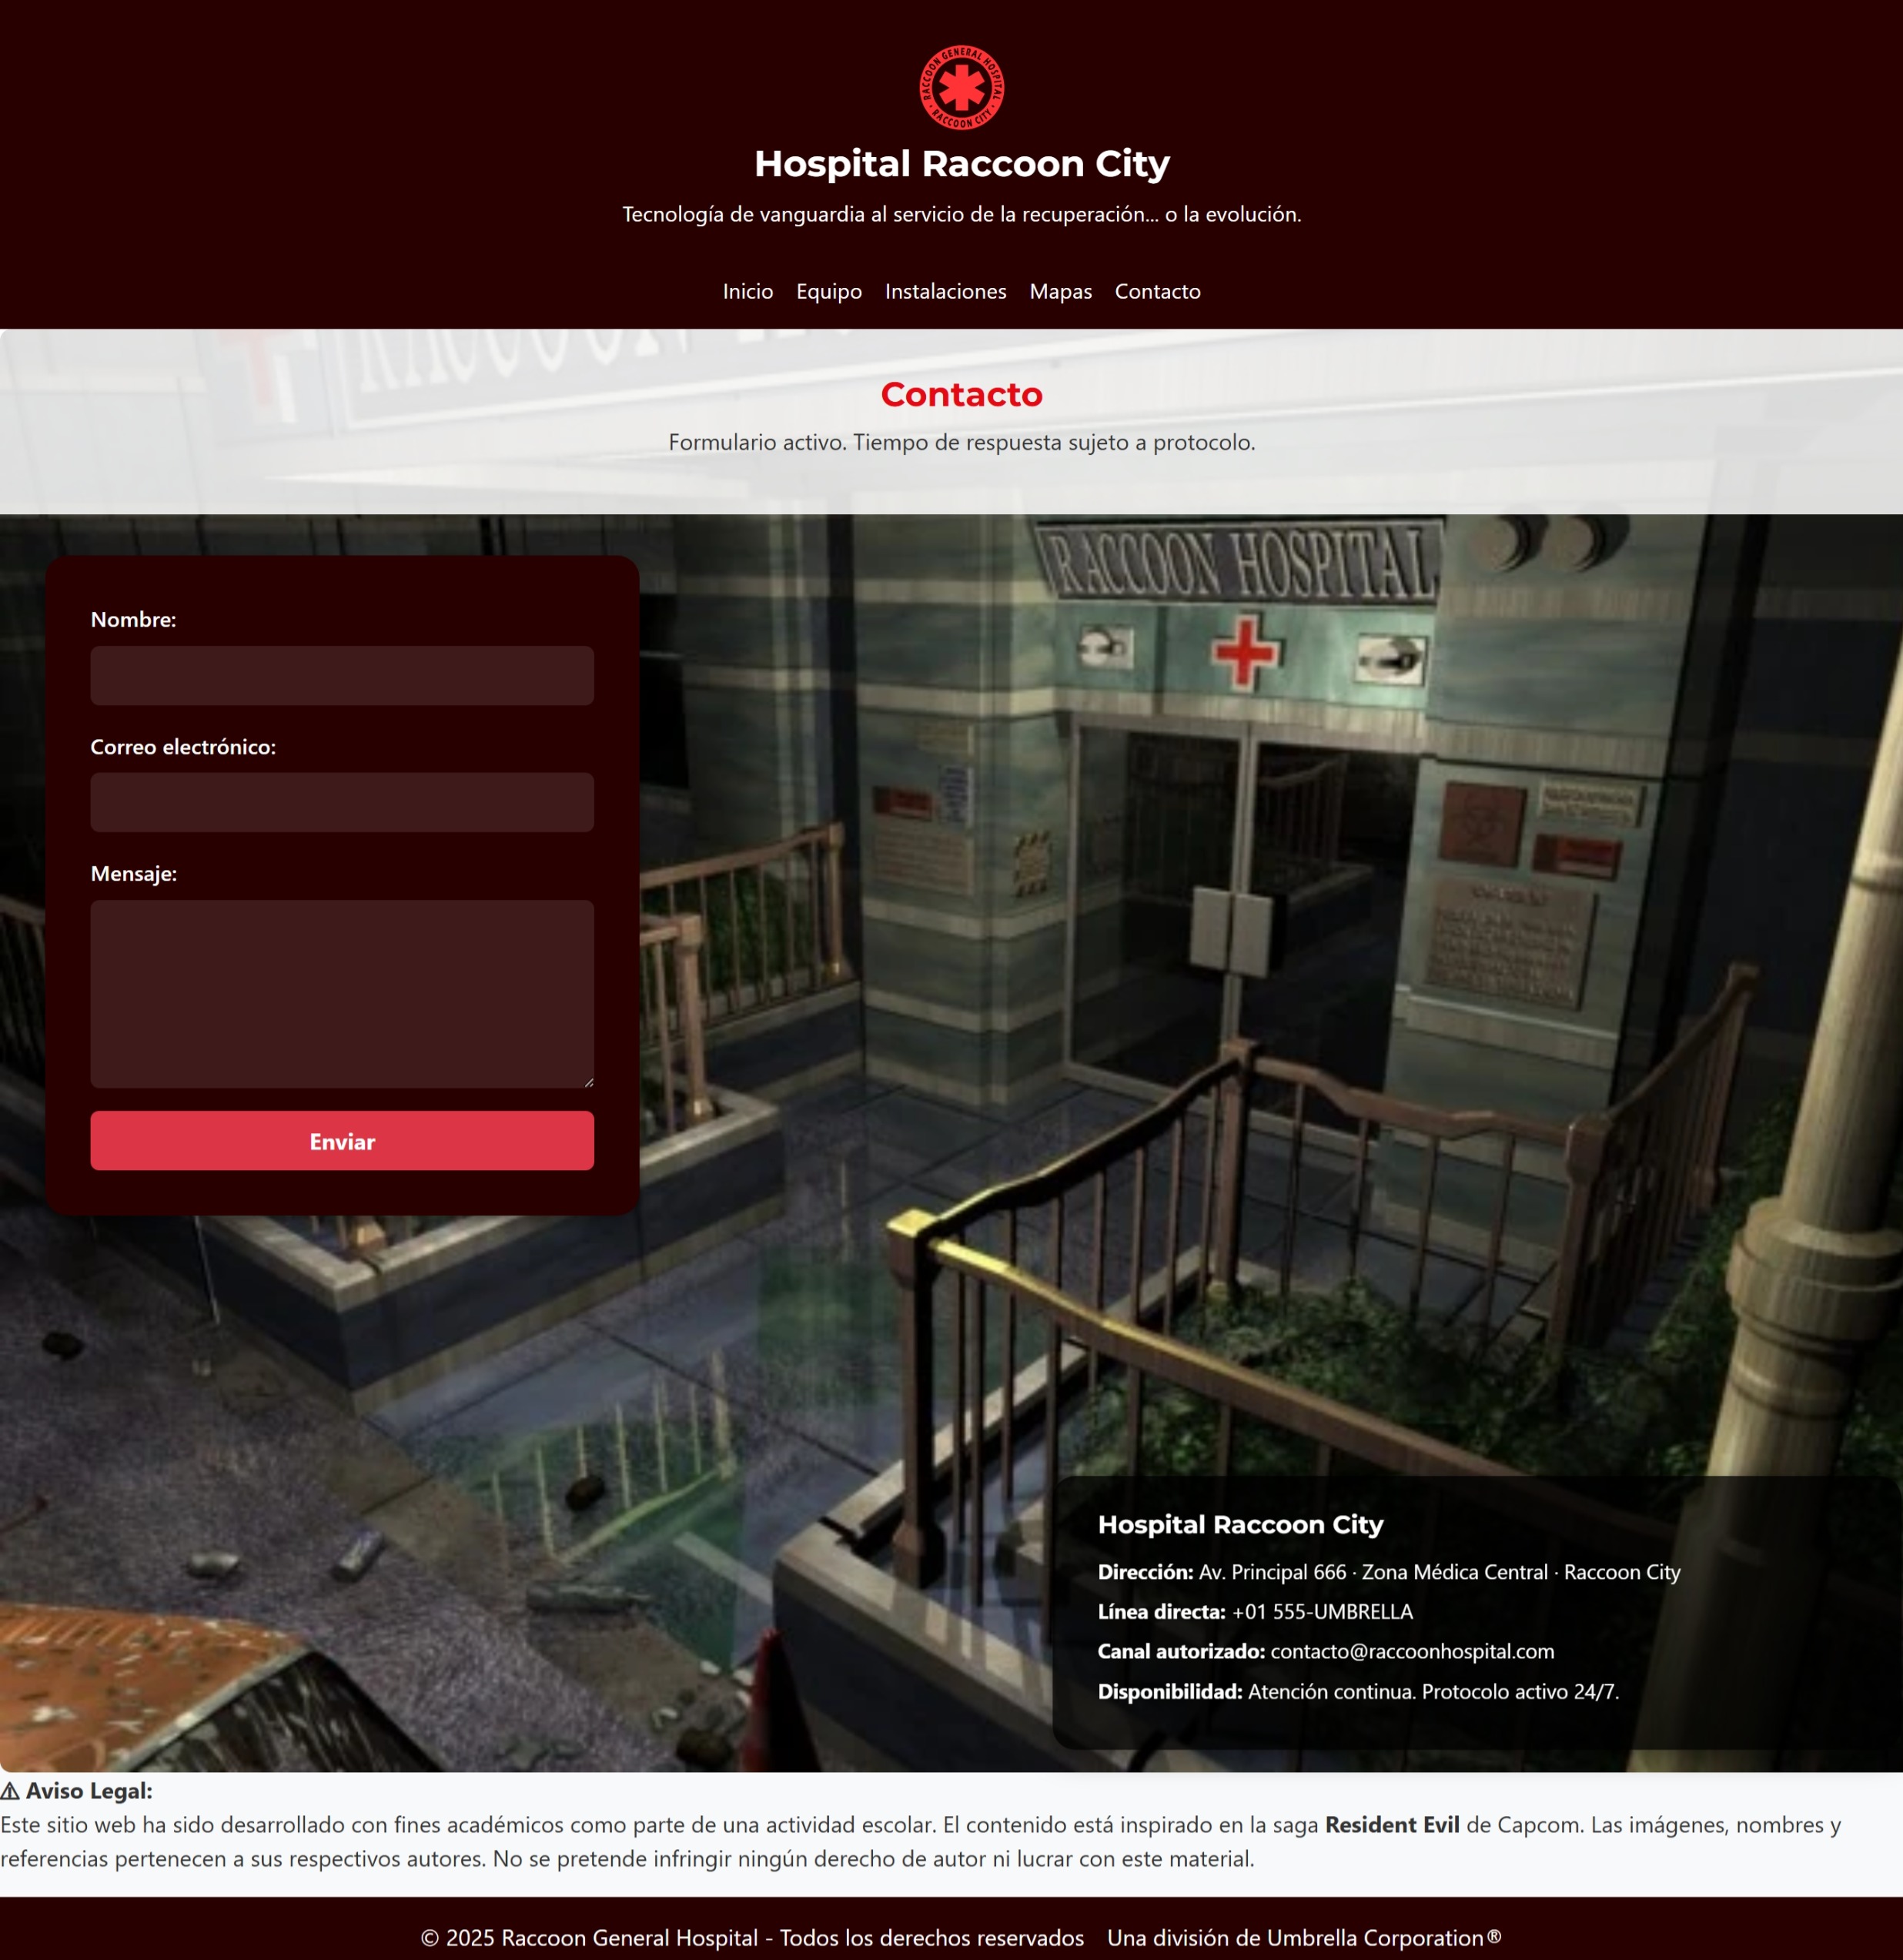 RACCOON GENERAL HOSPITAL
RACCOON CITY
Hospital Raccoon City
Tecnología de vanguardia al servicio de la recuperación... o la evolución.
Inicio Equipo Instalaciones Mapas Contacto
RACCOON
Contacto
Formulario activo. Tiempo de respuesta sujeto a protocolo.
RACCOON HOSPITAL
Nombre:
Correo electrónico:
Mensaje:
Enviar
Hospital Raccoon City
Dirección: Av. Principal 666 · Zona Médica Central · Raccoon City
Línea directa: +01 555-UMBRELLA
Canal autorizado: contacto@raccoonhospital.com
Disponibilidad: Atención continua. Protocolo activo 24/7.
⚠ Aviso Legal:
Este sitio web ha sido desarrollado con fines académicos como parte de una actividad escolar. El contenido está inspirado en la saga Resident Evil de Capcom. Las imágenes, nombres y
referencias pertenecen a sus respectivos autores. No se pretende infringir ningún derecho de autor ni lucrar con este material.
© 2025 Raccoon General Hospital - Todos los derechos reservados Una división de Umbrella Corporation®